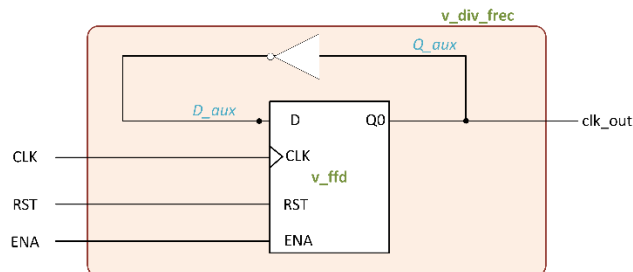 v_div_frec
Q_aux
D_aux
D
Q0
clk_out
CLK
CLK
v_ffd
RST
RST
ENA
ENA